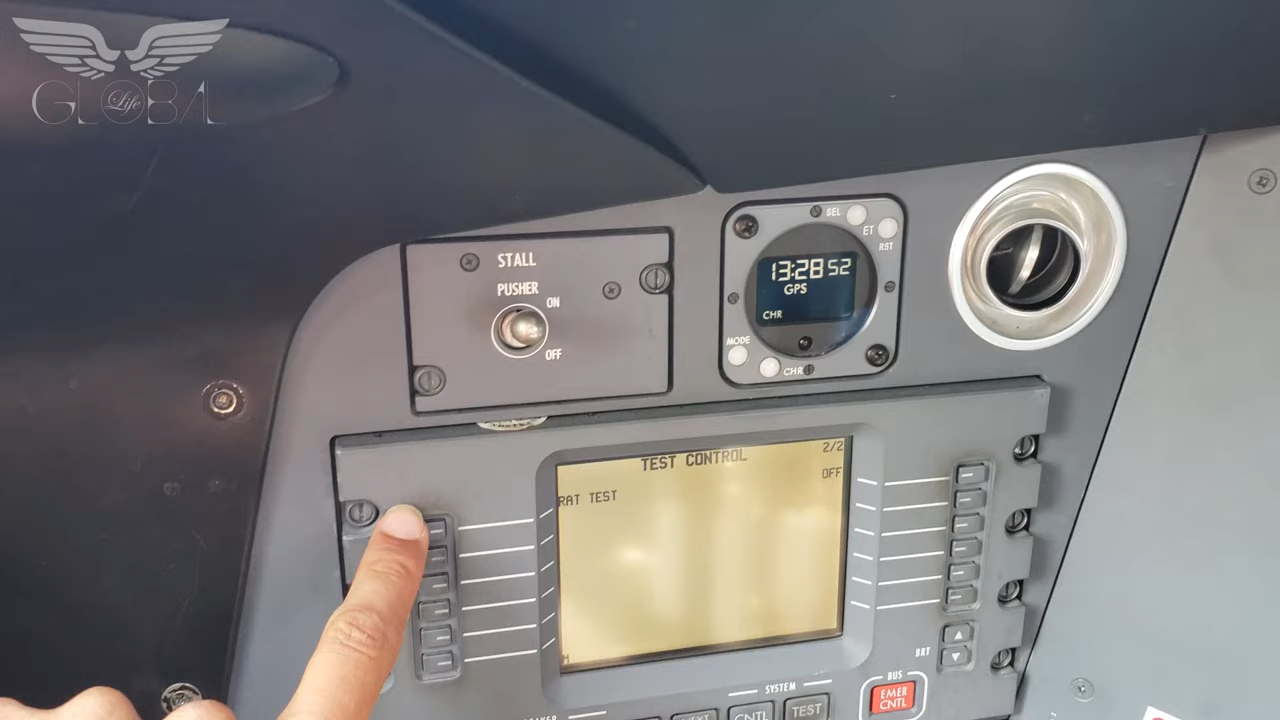 GLOBAL
Life
STALL
PUSHER
ON
OFF
SEL
ET
RST
13:28 52
GPS
CHR
MODE
CHR
TEST CONTROL
2/2
OFF
RAT TEST
BRT
BUS
EMER
CNTL
SYSTEM
CNTL
TEST
NEXT